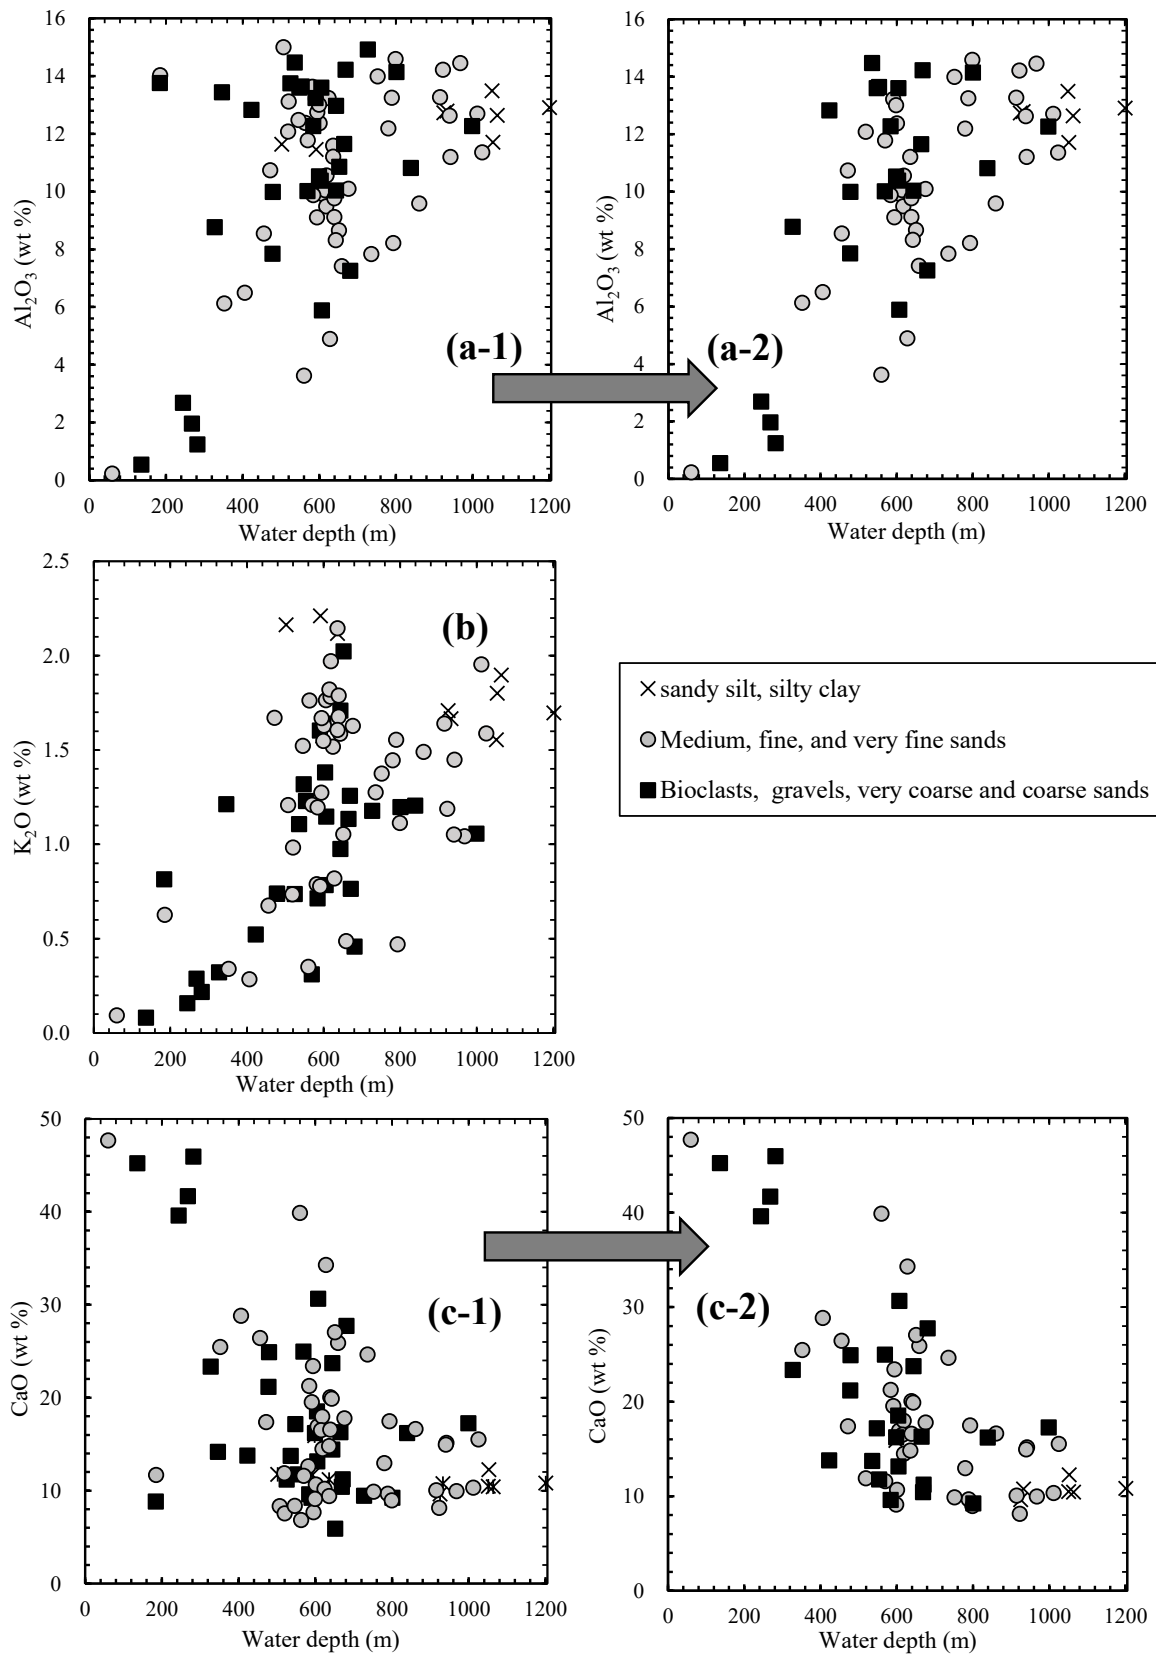 16
14
12
10
8
6
4
2
0
Al2O3 (wt %)
(a-1)
0 200 400 600 800 1000 1200
Water depth (m)
16
14
12
10
8
6
4
2
0
Al2O3 (wt %)
(a-2)
0 200 400 600 800 1000 1200
Water depth (m)
2.5
2.0
1.5
1.0
0.5
0.0
K2O (wt %)
(b)
0 200 400 600 800 1000 1200
Water depth (m)
sandy silt, silty clay
Medium, fine, and very fine sands
Bioclasts, gravels, very coarse and coarse sands
50
40
30
20
10
0
CaO (wt %)
(c-1)
0 200 400 600 800 1000 1200
Water depth (m)
50
40
30
20
10
0
CaO (wt %)
(c-2)
0 200 400 600 800 1000 1200
Water depth (m)